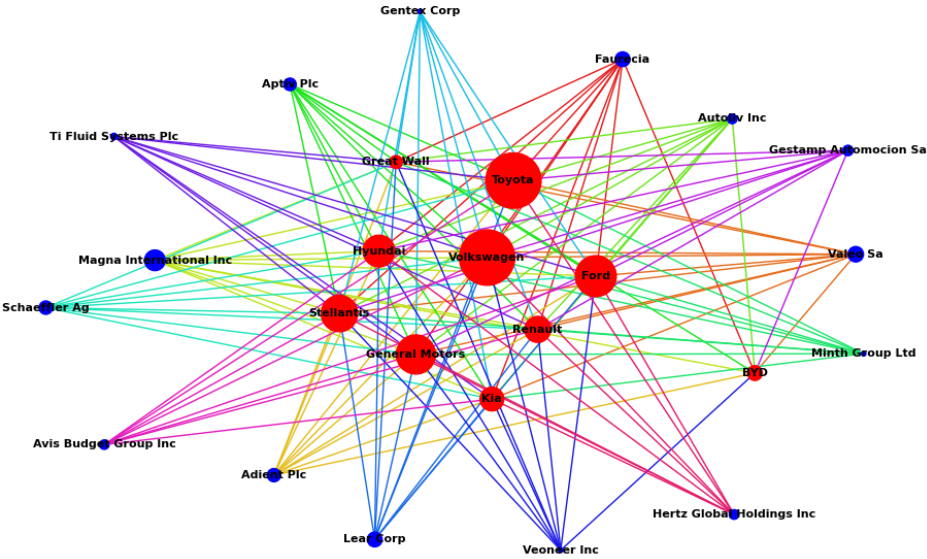 Gentex Corp
Faurecia
Aptiv Plc
Autoliv Inc
Ti Fluid Systems Plc
Gestamp Automocion Sa
Great Wall
Toyota
Hyundai
Volkswagen
Valeo Sa
Magna International Inc
Ford
Schaeffler Ag
Stellantis
Renault
General Motors
Minth Group Ltd
BYD
Kia
Avis Budget Group Inc
Adient Plc
Hertz Global Holdings Inc
Lear Corp
Veoneer Inc